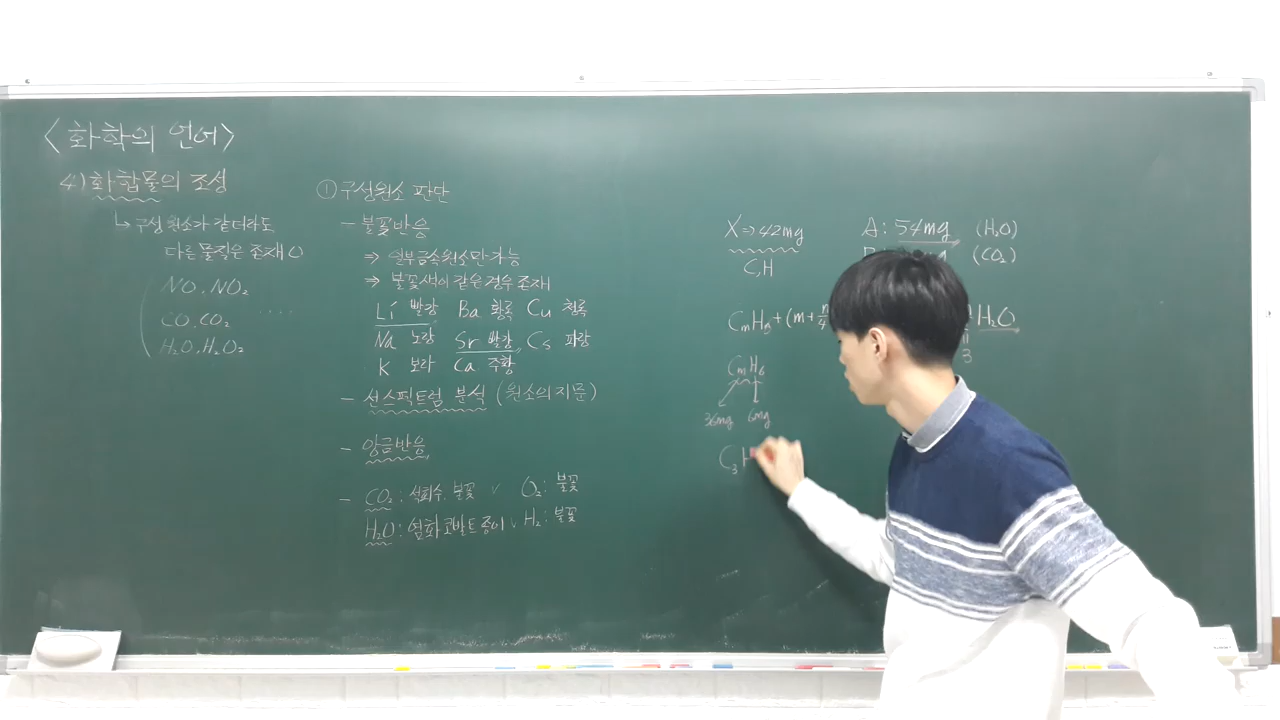 <화학의 언어>
4) 화합물의 조성
↳ 구성 원소가 같더라도
다른 물질은 존재 O
NO, NO₂
CO, CO₂
H₂O, H₂O₂
① 구성원소 판단
- 불꽃반응
⇒ 일부금속원소만 가능
⇒ 불꽃색이 같은 경우 존재
Li 빨강 Ba 황록 Cu 청록
Na 노랑 Sr 빨강, Cs 파랑
K 보라 Ca 주황
- 선스펙트럼 분석 (원소의 지문)
- 앙금반응
- CO₂ : 석회수, 불꽃 O₂ : 불꽃
H₂O : 염화코발트 종이, H₂ : 불꽃
X ⇒ 42mg
C, H
A : 54mg (H₂O)
(CO₂)
CmH + (m + n/4 H₂O
3
CmH6
36mg 6mg
C₃H